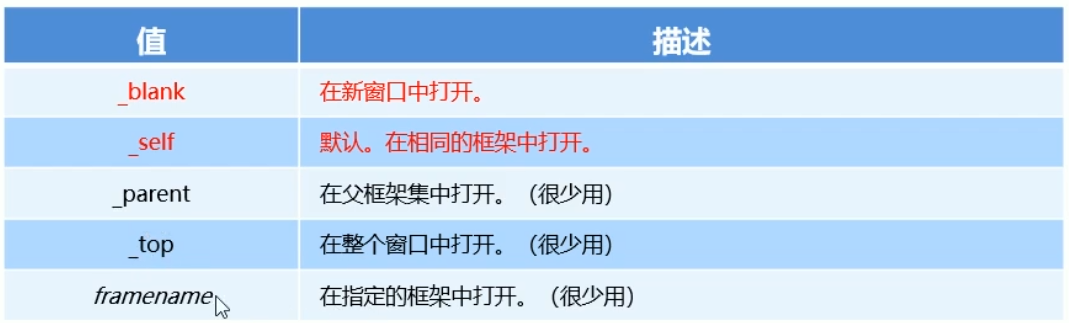 值 描述
_blank 在新窗口中打开。
_self 默认。在相同的框架中打开。
_parent 在父框架集中打开。（很少用）
_top 在整个窗口中打开。（很少用）
framename 在指定的框架中打开。（很少用）